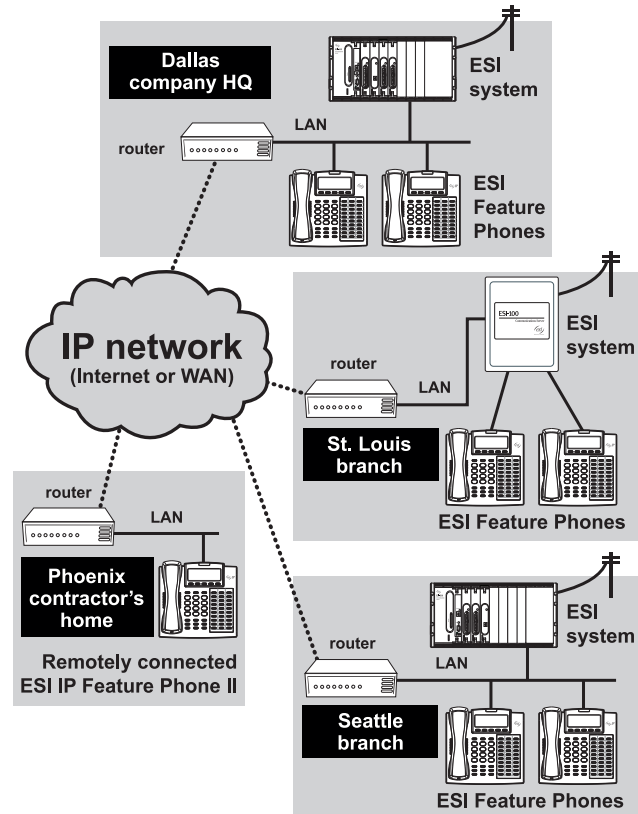 Dallas
company HQ
ESI
system
LAN
router
ESI
Feature
Phones
IP network
(Internet or WAN)
ESI-100
ESI
system
router
LAN
St. Louis
branch
ESI Feature Phones
router
LAN
Phoenix
contractor's
home
Remotely connected
ESI IP Feature Phone II
ESI
system
router
LAN
Seattle
branch
ESI Feature Phones